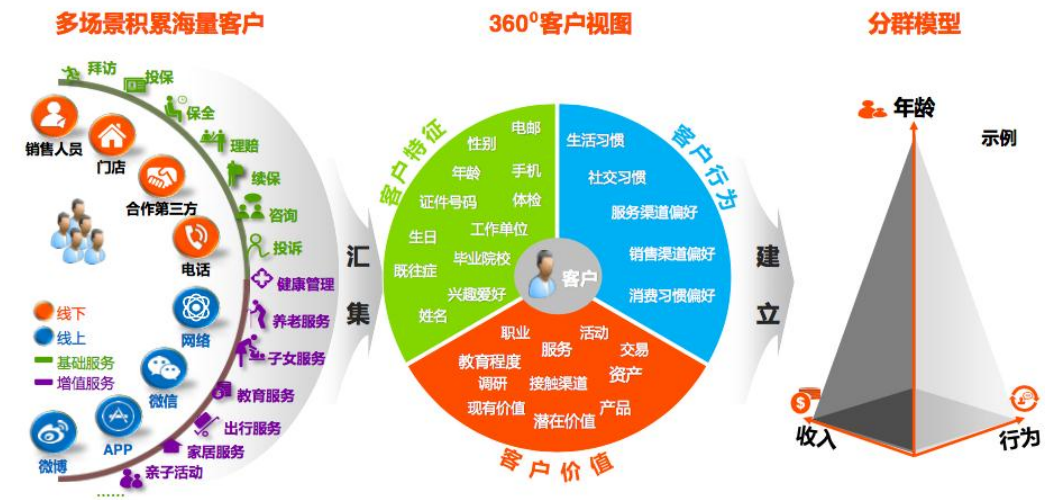 多场景积累海量客户
拜访
投保
保全
理赔
续保
咨询
投诉
健康管理
养老服务
子女服务
教育服务
出行服务
家居服务
亲子活动
……
销售人员
门店
合作第三方
电话
网络
微信
APP
微博
线下
线上
基础服务
增值服务
汇
集
360⁰客户视图
客户特征
电邮
性别
年龄
手机
证件号码
体检
生日
工作单位
既往症
毕业院校
兴趣爱好
姓名
客户行为
生活习惯
社交习惯
服务渠道偏好
销售渠道偏好
消费习惯偏好
客户
职业
活动
服务
交易
教育程度
资产
调研
接触渠道
现有价值
产品
潜在价值
客户价值
建
立
分群模型
年龄
示例
$
收入
行为